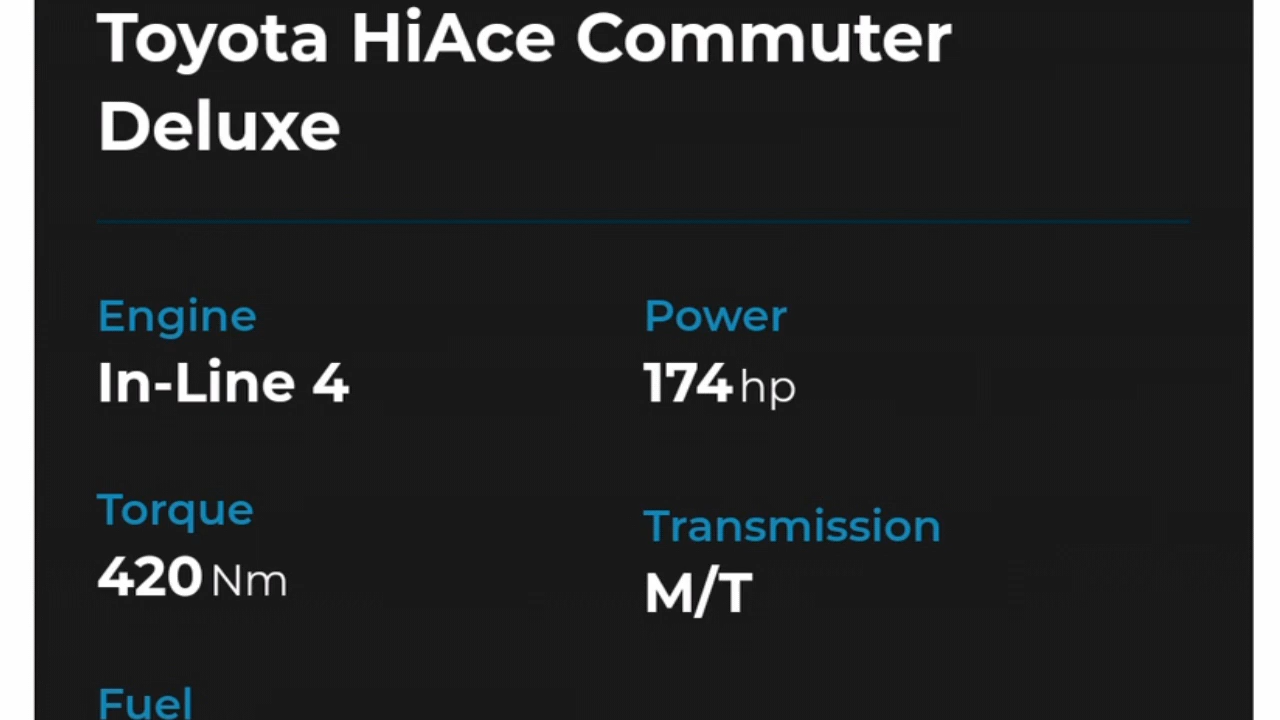 Toyota HiAce Commuter
Deluxe
Engine
In-Line 4
Power
174 hp
Torque
420 Nm
Transmission
M/T
Fuel